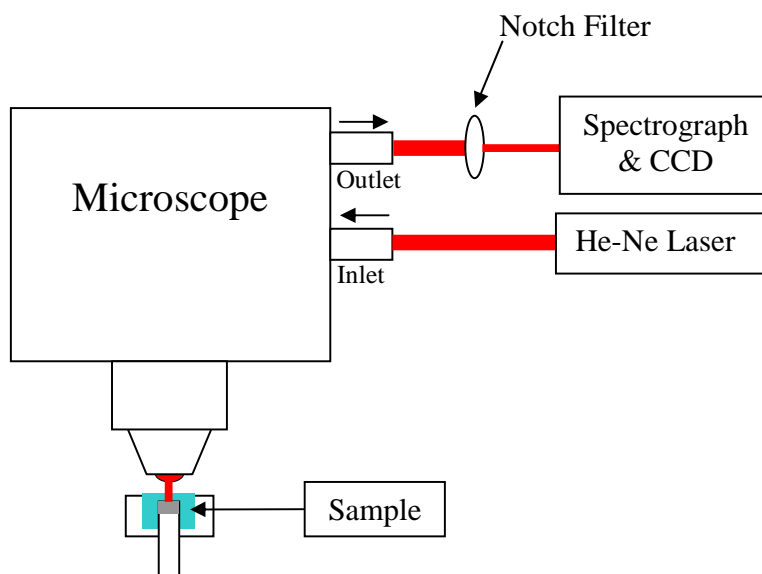 Notch Filter
Spectrograph
& CCD
Outlet
Microscope
He-Ne Laser
Inlet
Sample